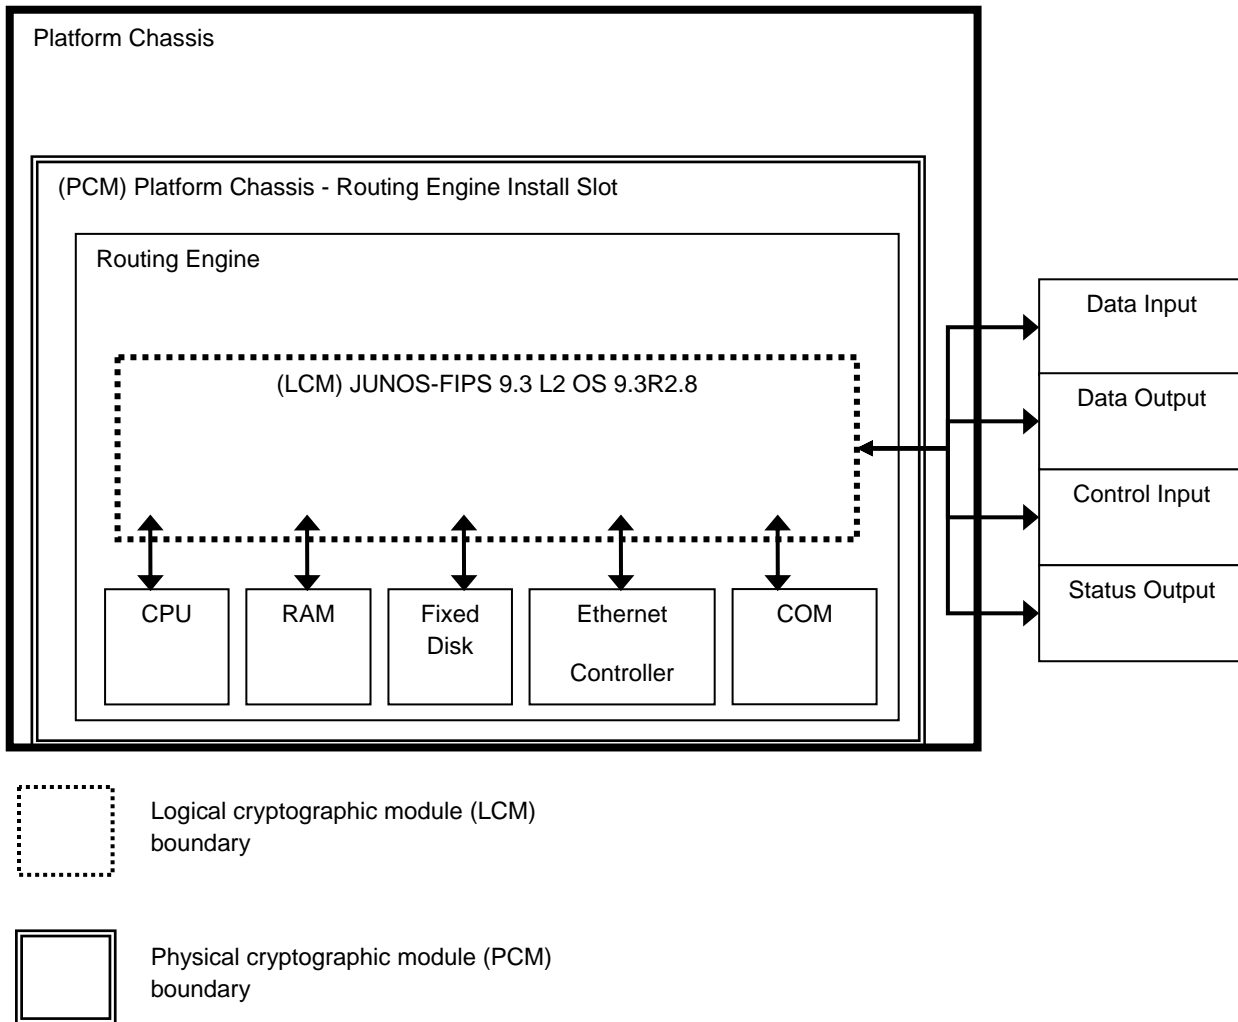 Platform Chassis
(PCM) Platform Chassis - Routing Engine Install Slot
Routing Engine
(LCM) JUNOS-FIPS 9.3 L2 OS 9.3R2.8
Data Input
Data Output
Control Input
Status Output
CPU
RAM
Fixed
Disk
Ethernet
Controller
COM
Logical cryptographic module (LCM)
boundary
Physical cryptographic module (PCM)
boundary